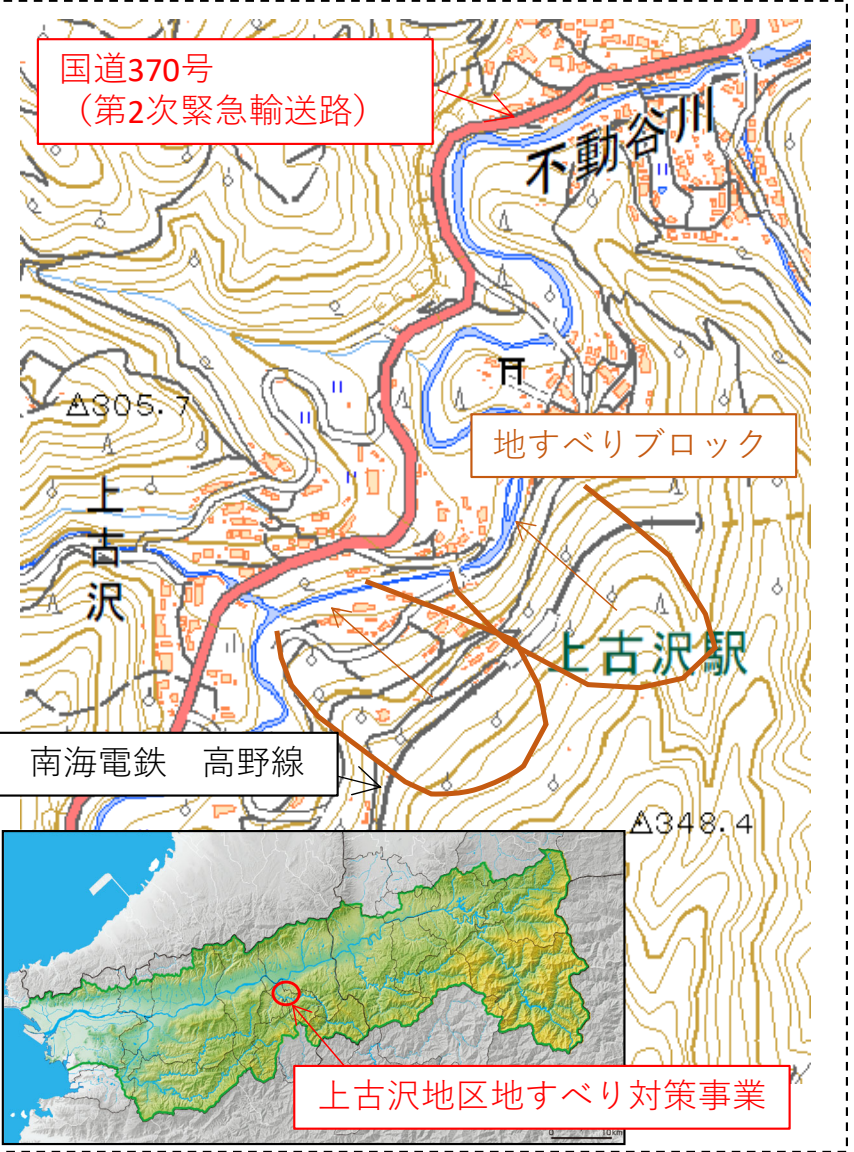 国道370号
（第2次緊急輸送路）
不動谷川
△305.7
地すべりブロック
上古沢
上古沢駅
南海電鉄　高野線
△348.4
上古沢地区地すべり対策事業
0 10km